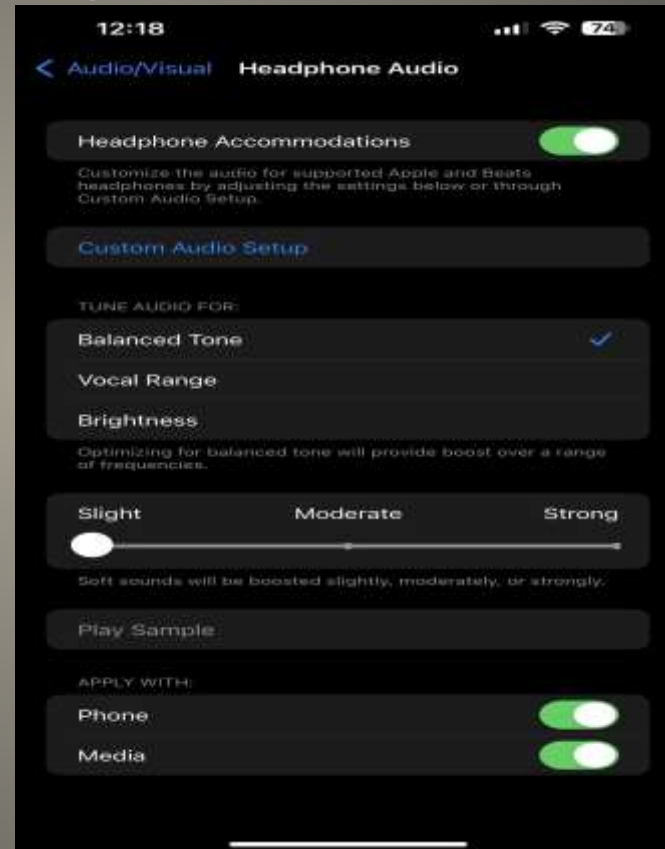 12:18
74
Audio/Visual Headphone Audio
Headphone Accommodations
Customize the audio for supported Apple and Beats
headphones by adjusting the settings below or through
Custom Audio Setup.
Custom Audio Setup
TUNE AUDIO FOR:
Balanced Tone
Vocal Range
Brightness
Optimizing for balanced tone will provide boost over a range
of frequencies.
Slight Moderate Strong
Soft sounds will be boosted slightly, moderately, or strongly.
Play Sample
APPLY WITH:
Phone
Media